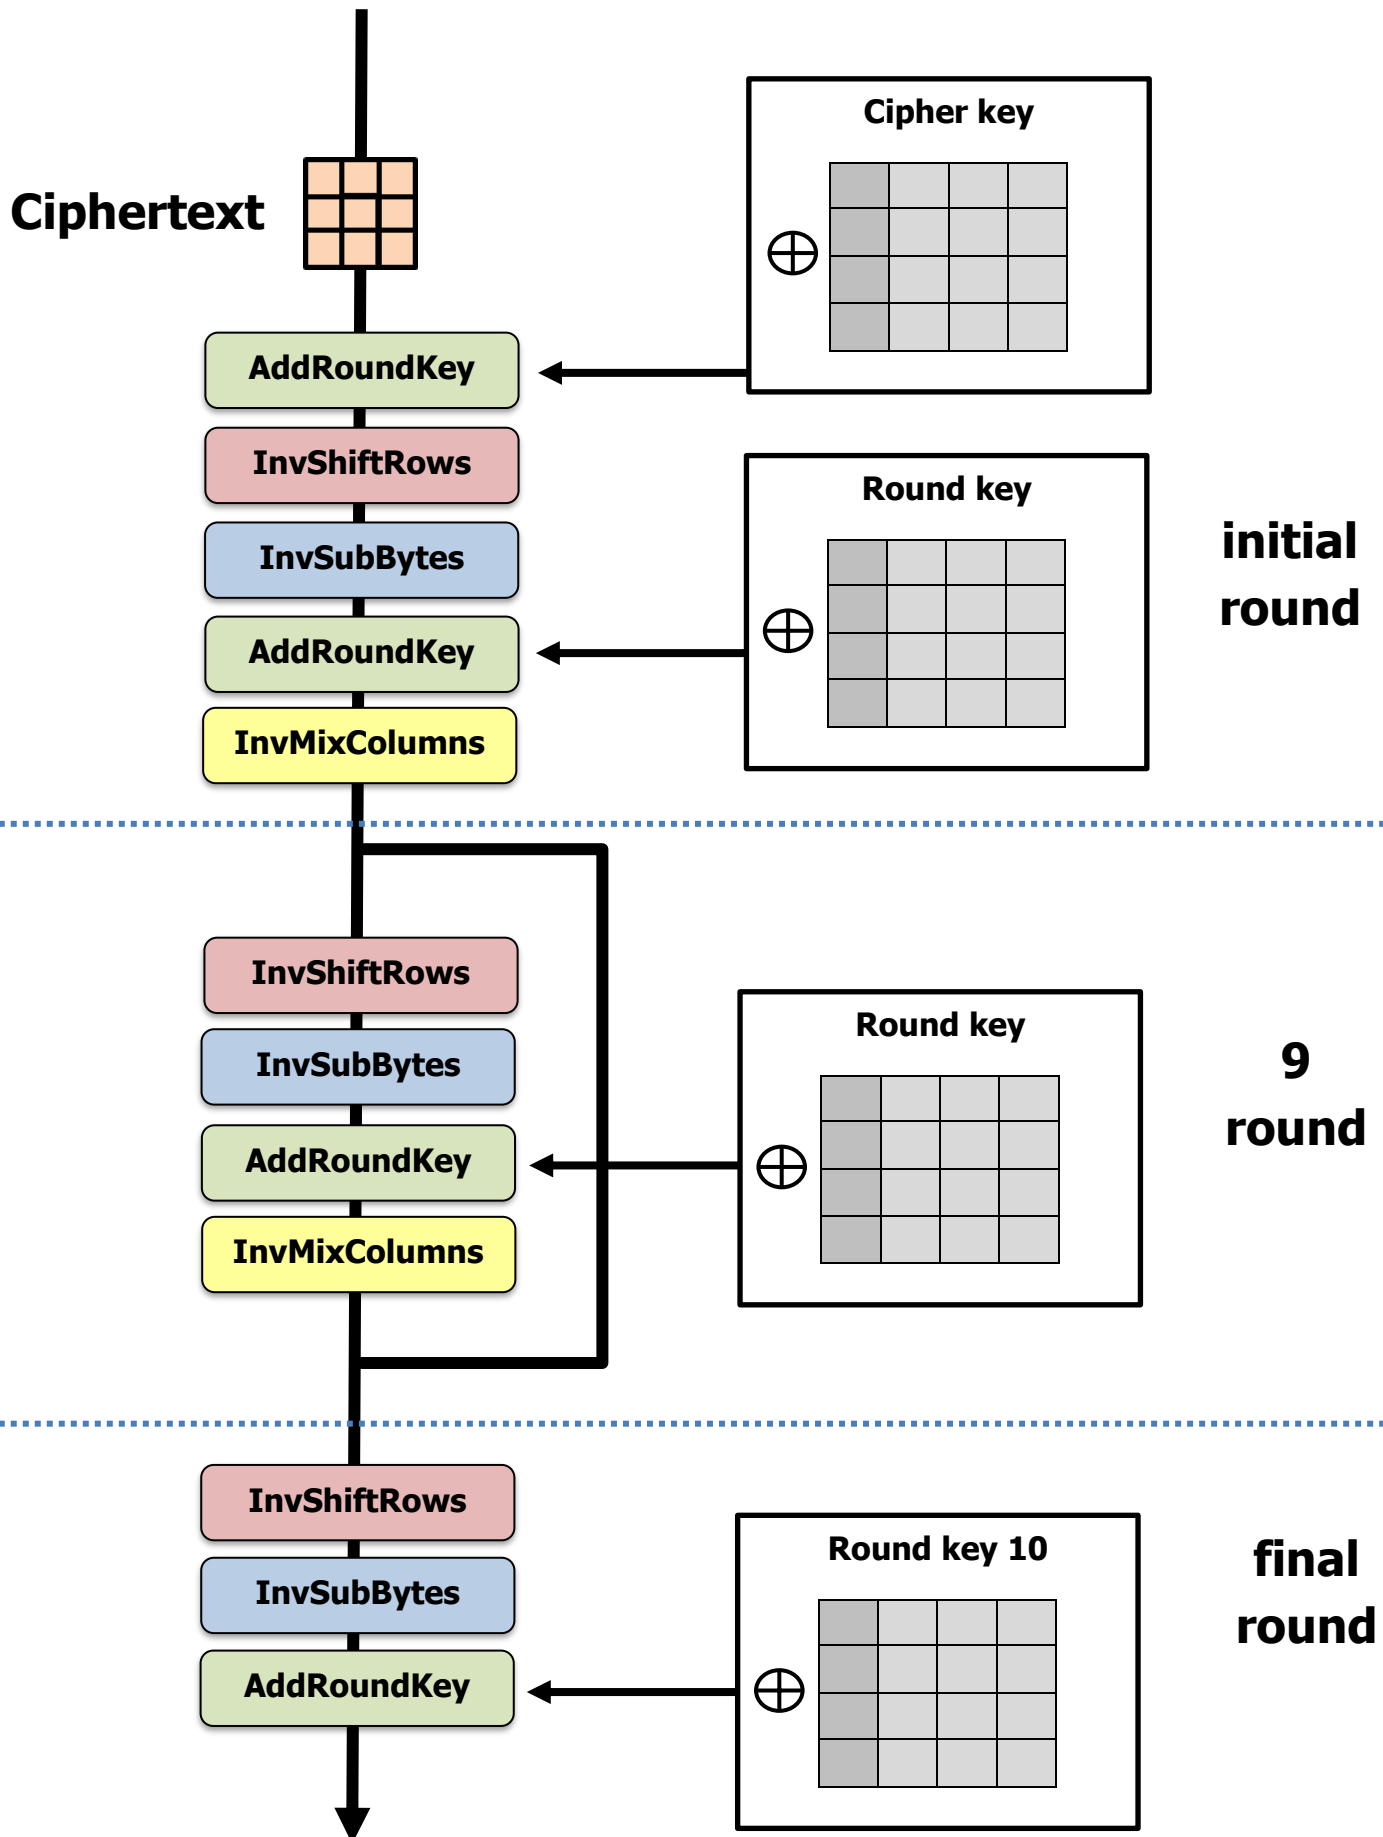 Cipher key
Ciphertext
AddRoundKey
InvShiftRows
Round key
initial
round
InvSubBytes
AddRoundKey
InvMixColumns
InvShiftRows
Round key
9
round
InvSubBytes
AddRoundKey
InvMixColumns
InvShiftRows
Round key 10
final
round
InvSubBytes
AddRoundKey